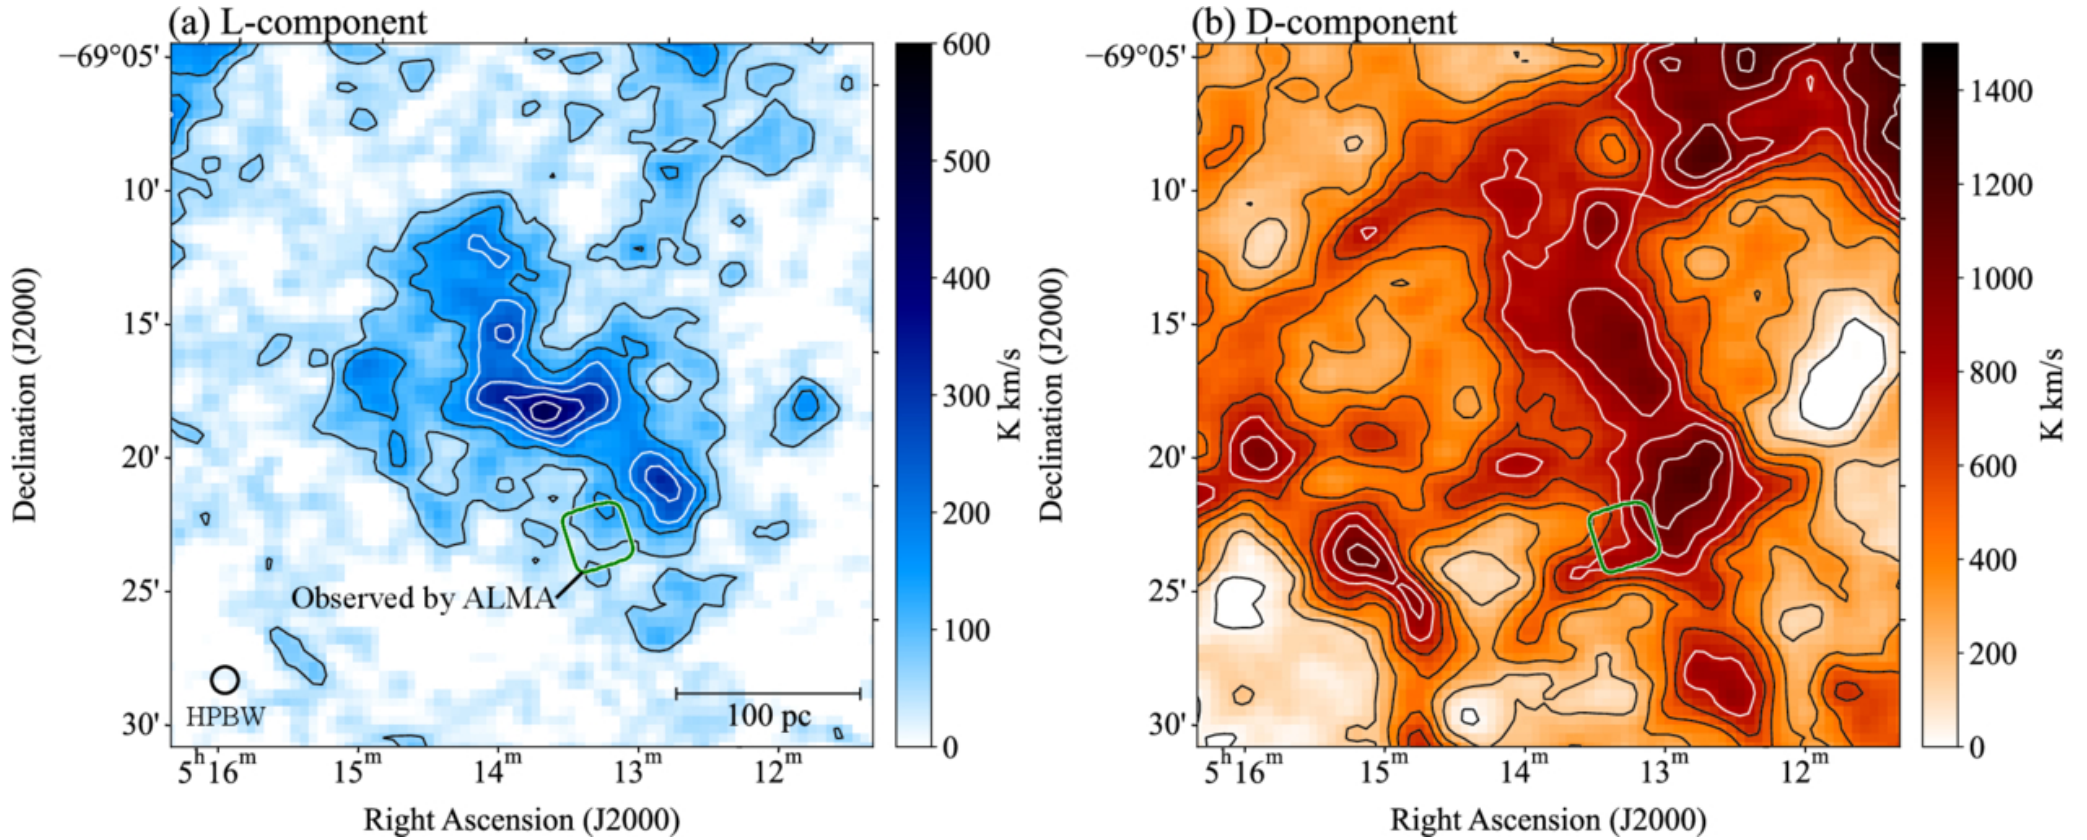 (a) L-component
−69°05'
10'
15'
20'
25'
30'
Declination (J2000)
Observed by ALMA
HPBW
100 pc
5ʰ16ᵐ 15ᵐ 14ᵐ 13ᵐ 12ᵐ
Right Ascension (J2000)
600
500
400
300
200
100
0
K km/s
(b) D-component
−69°05'
10'
15'
20'
25'
30'
Declination (J2000)
5ʰ16ᵐ 15ᵐ 14ᵐ 13ᵐ 12ᵐ
Right Ascension (J2000)
1400
1200
1000
800
600
400
200
0
K km/s